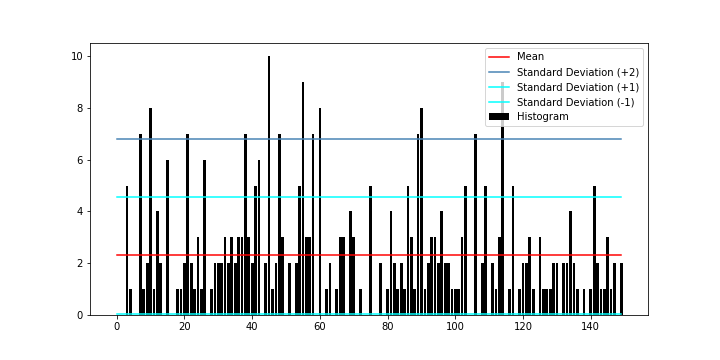 10
8
6
4
2
0
0
20
40
60
80
100
120
140
Mean
Standard Deviation (+2)
Standard Deviation (+1)
Standard Deviation (-1)
Histogram